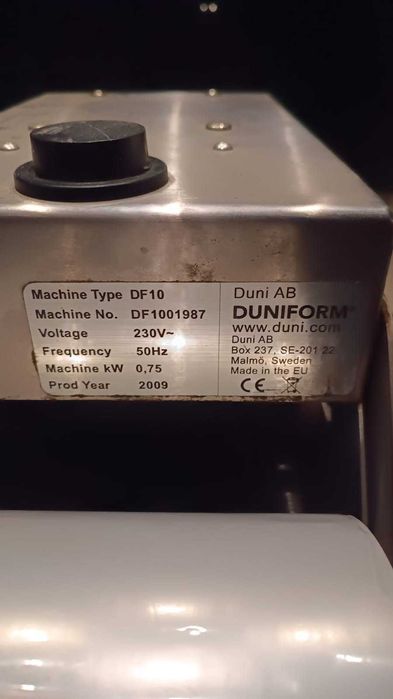 Machine Type DF10
Machine No. DF1001987
Voltage 230V~
Frequency 50Hz
Machine kW 0,75
Prod Year 2009
Duni AB
DUNIFORM®
www.duni.com
Duni AB
Box 237, SE-201 22
Malmö, Sweden
Made in the EU
CE